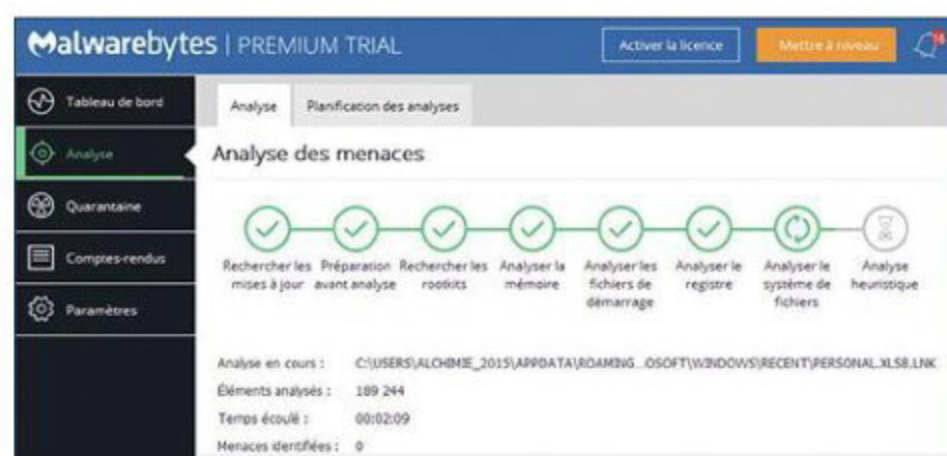 Malwarebytes | PREMIUM TRIAL
Activer la licence
Mettre à niveau
16
Tableau de bord
Analyse
Quarantaine
Comptes-rendus
Paramètres
Analyse
Planification des analyses
Analyse des menaces
Rechercher les mises à jour
Préparation avant analyse
Rechercher les rootkits
Analyser la mémoire
Analyser les fichiers de démarrage
Analyser le registre
Analyser le système de fichiers
Analyse heuristique
Analyse en cours : C:\USERS\ALCHIMIE_2015\APPDATA\ROAMING...OSOFT\WINDOWS\RECENT\PERSONAL.XLSB.LNK
Éléments analysés : 189 244
Temps écoulé : 00:02:09
Menaces identifiées : 0